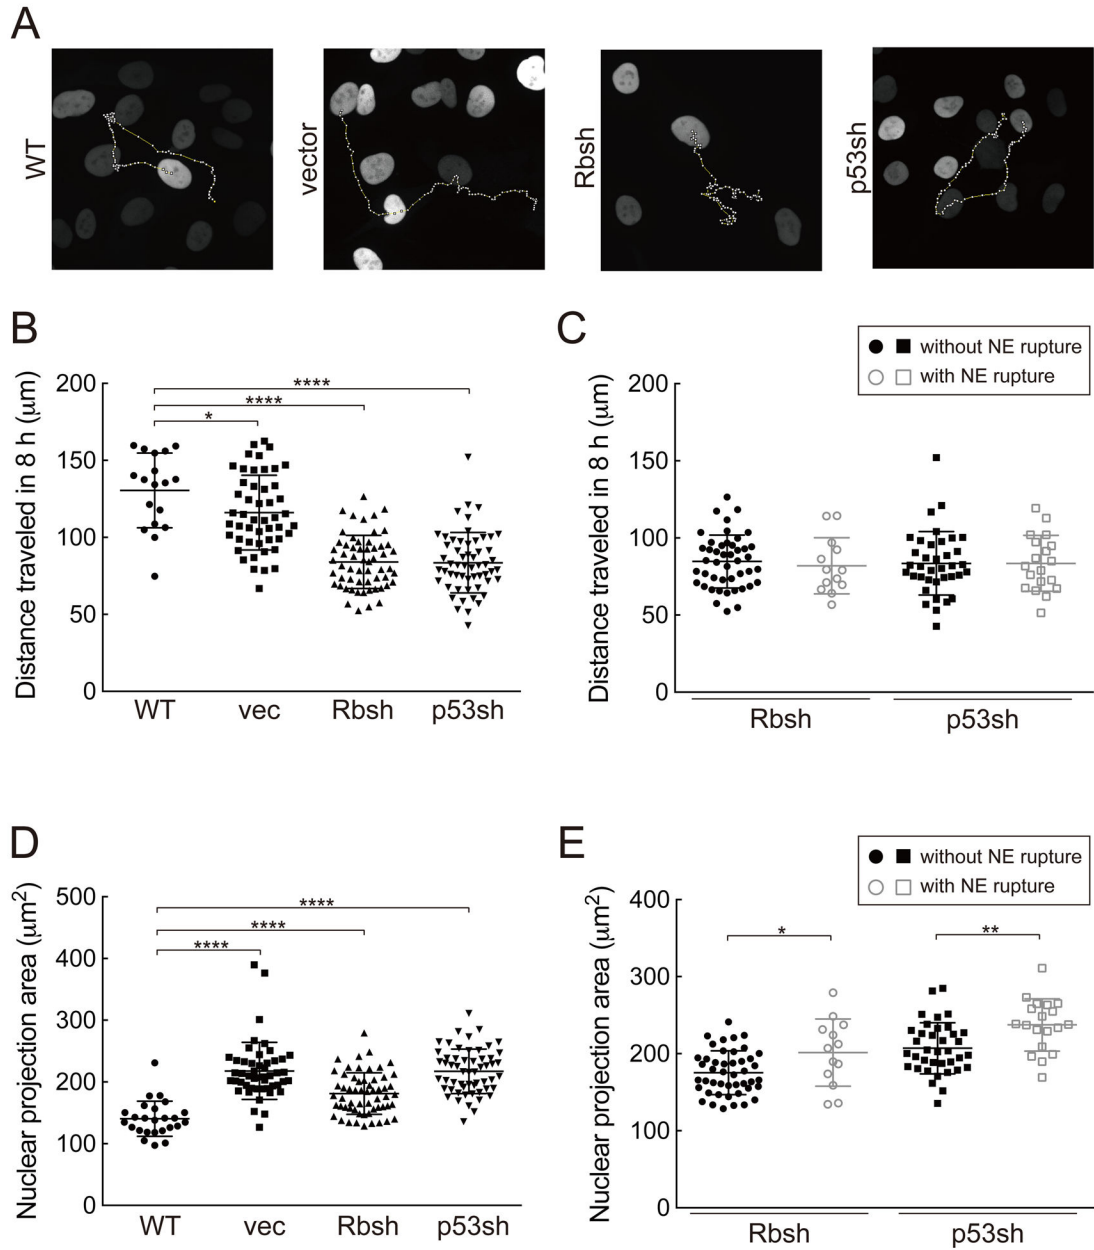 A
WT
vector
Rbsh
p53sh
B
Distance traveled in 8 h (μm)
200
150
100
50
0
****
****
*
WT vec Rbsh p53sh
C
● ■ without NE rupture
○ □ with NE rupture
Distance traveled in 8 h (μm)
200
150
100
50
0
Rbsh p53sh
D
Nuclear projection area (μm²)
500
400
300
200
100
0
****
****
****
WT vec Rbsh p53sh
E
● ■ without NE rupture
○ □ with NE rupture
Nuclear projection area (μm²)
400
300
200
100
0
* **
Rbsh p53sh